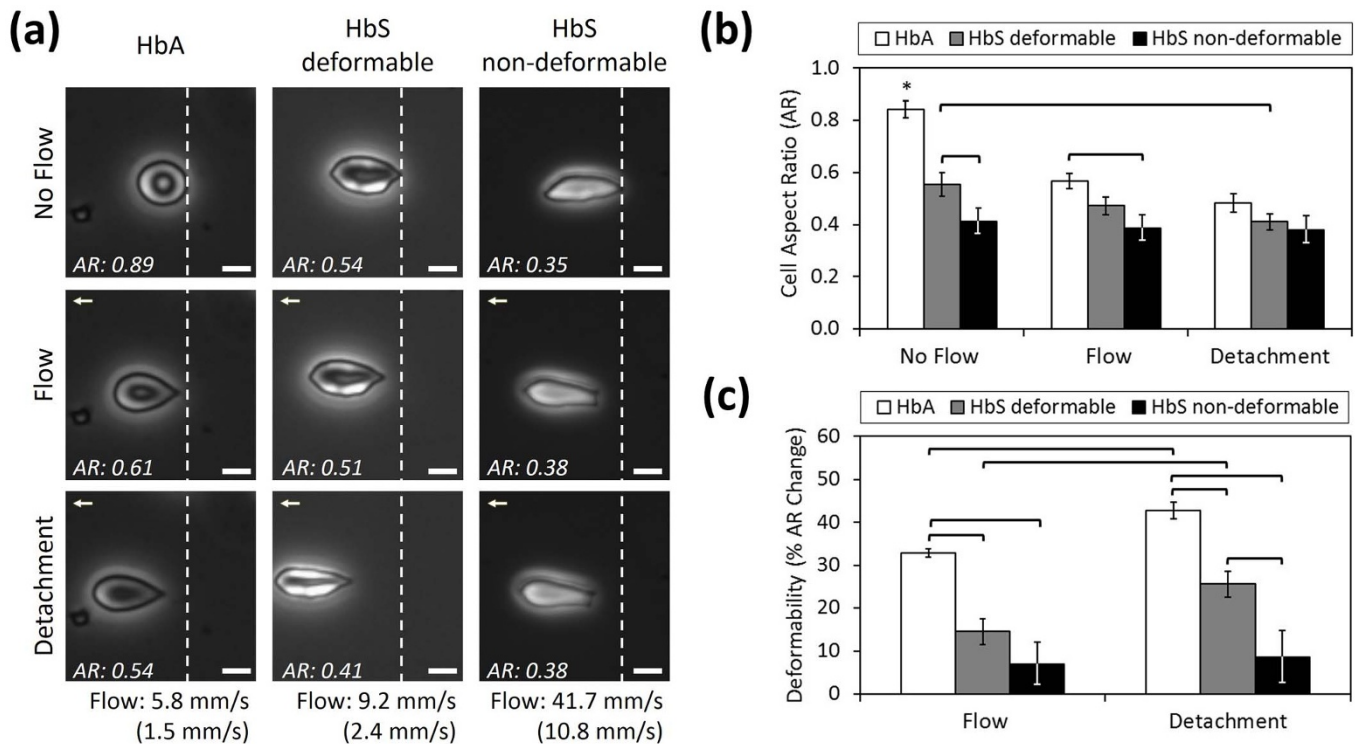 (a)
HbA
HbS
deformable
HbS
non-deformable
No Flow
AR: 0.89
AR: 0.54
AR: 0.35
Flow
AR: 0.61
AR: 0.51
AR: 0.38
Detachment
AR: 0.54
AR: 0.41
AR: 0.38
Flow: 5.8 mm/s
(1.5 mm/s)
Flow: 9.2 mm/s
(2.4 mm/s)
Flow: 41.7 mm/s
(10.8 mm/s)
(b)
HbA HbS deformable HbS non-deformable
Cell Aspect Ratio (AR)
1.0
0.8
0.6
0.4
0.2
0.0
*
No Flow Flow Detachment
(c)
HbA HbS deformable HbS non-deformable
Deformability (% AR Change)
60
50
40
30
20
10
0
Flow Detachment